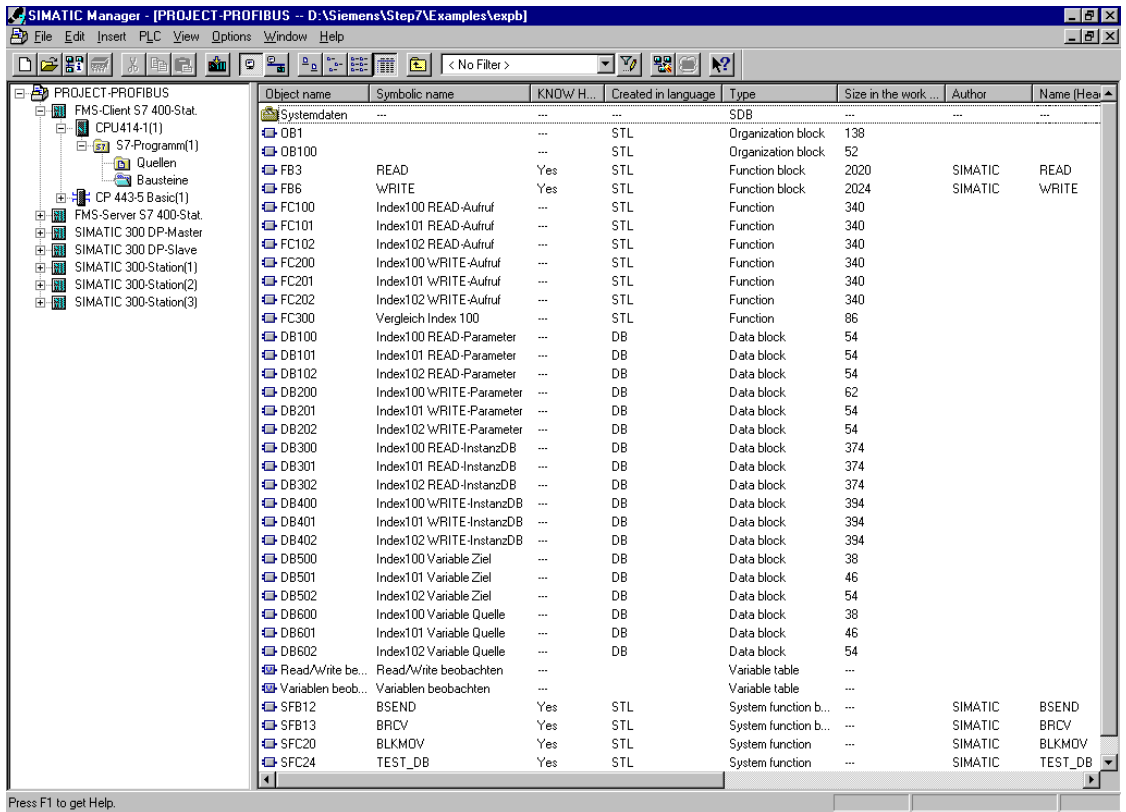 SIMATIC Manager - [PROJECT-PROFIBUS -- D:\Siemens\Step7\Examples\expb]
File Edit Insert PLC View Options Window Help
< No Filter >
PROJECT-PROFIBUS
FMS-Client S7 400-Stat.
CPU414-1(1)
S7-Programm(1)
Quellen
Bausteine
CP 443-5 Basic(1)
FMS-Server S7 400-Stat.
SIMATIC 300 DP-Master
SIMATIC 300 DP-Slave
SIMATIC 300-Station(1)
SIMATIC 300-Station(2)
SIMATIC 300-Station(3)
Object name Symbolic name KNOW H... Created in language Type Size in the work ... Author Name (Hea
Systemdaten --- --- --- SDB --- --- ---
OB1 --- STL Organization block 138
OB100 --- STL Organization block 52
FB3 READ Yes STL Function block 2020 SIMATIC READ
FB6 WRITE Yes STL Function block 2024 SIMATIC WRITE
FC100 Index100 READ-Aufruf --- STL Function 340
FC101 Index101 READ-Aufruf --- STL Function 340
FC102 Index102 READ-Aufruf --- STL Function 340
FC200 Index100 WRITE-Aufruf --- STL Function 340
FC201 Index101 WRITE-Aufruf --- STL Function 340
FC202 Index102 WRITE-Aufruf --- STL Function 340
FC300 Vergleich Index 100 --- STL Function 86
DB100 Index100 READ-Parameter --- DB Data block 54
DB101 Index101 READ-Parameter --- DB Data block 54
DB102 Index102 READ-Parameter --- DB Data block 54
DB200 Index100 WRITE-Parameter --- DB Data block 62
DB201 Index101 WRITE-Parameter --- DB Data block 54
DB202 Index102 WRITE-Parameter --- DB Data block 54
DB300 Index100 READ-InstanzDB --- DB Data block 374
DB301 Index101 READ-InstanzDB --- DB Data block 374
DB302 Index102 READ-InstanzDB --- DB Data block 374
DB400 Index100 WRITE-InstanzDB --- DB Data block 394
DB401 Index101 WRITE-InstanzDB --- DB Data block 394
DB402 Index102 WRITE-InstanzDB --- DB Data block 394
DB500 Index100 Variable Ziel --- DB Data block 38
DB501 Index101 Variable Ziel --- DB Data block 46
DB502 Index102 Variable Ziel --- DB Data block 54
DB600 Index100 Variable Quelle --- DB Data block 38
DB601 Index101 Variable Quelle --- DB Data block 46
DB602 Index102 Variable Quelle --- DB Data block 54
Read/Write be... Read/Write beobachten --- Variable table ---
Variablen beob... Variablen beobachten --- Variable table ---
SFB12 BSEND Yes STL System function b... --- SIMATIC BSEND
SFB13 BRCV Yes STL System function b... --- SIMATIC BRCV
SFC20 BLKMOV Yes STL System function --- SIMATIC BLKMOV
SFC24 TEST_DB Yes STL System function --- SIMATIC TEST_DB
Press F1 to get Help.